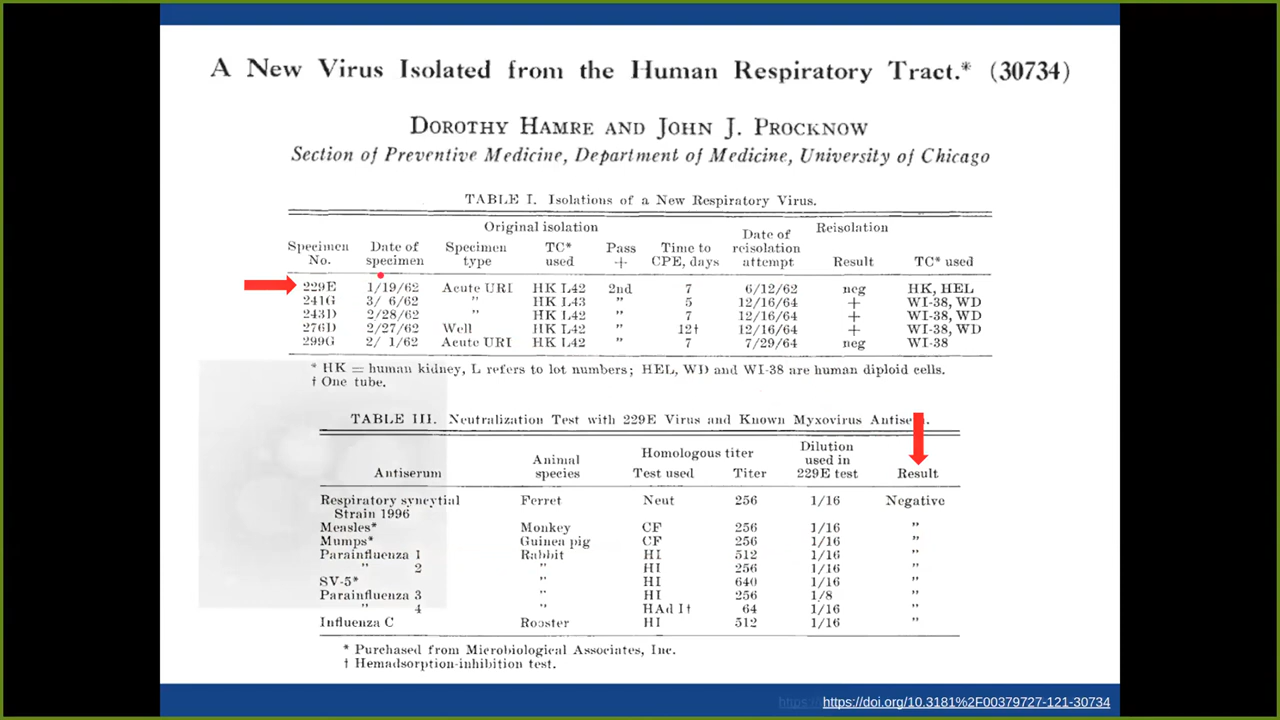 A New Virus Isolated from the Human Respiratory Tract.* (30734)
DOROTHY HAMRE AND JOHN J. PROCKNOW
Section of Preventive Medicine, Department of Medicine, University of Chicago
TABLE I. Isolations of a New Respiratory Virus.
Original isolation Reisolation
Specimen No. Date of specimen Specimen type TC* used Pass + Time to CPE, days Date of reisolation attempt Result TC* used
229E 1/19/62 Acute URI HK L42 2nd 7 6/12/62 neg HK, HEL
241G 3/ 6/62 " HK L43 " 5 12/16/64 + WI-38, WD
243D 2/28/62 " HK L42 " 7 12/16/64 + WI-38, WD
276D 2/27/62 Well HK L42 " 12† 12/16/64 + WI-38, WD
299G 2/ 1/62 Acute URI HK L42 " 7 7/29/64 neg WI-38
* HK = human kidney, L refers to lot numbers; HEL, WD and WI-38 are human diploid cells.
† One tube.
TABLE III. Neutralization Test with 229E Virus and Known Myxovirus
Homologous titer
Antiserum Animal species Test used Titer Dilution used in 229E test Result
Respiratory syncytial Ferret Neut 256 1/16 Negative
Strain 1996
Measles* Monkey CF 256 1/16 "
Mumps* Guinea pig CF 256 1/16 "
Parainfluenza 1 Rabbit HI 512 1/16 "
" 2 " HI 256 1/16 "
SV-5* " HI 640 1/16 "
Parainfluenza 3 " HI 256 1/8 "
" 4 " HAd I† 64 1/16 "
Influenza C Rooster HI 512 1/16 "
* Purchased from Microbiological Associates, Inc.
† Hemadsorption-inhibition test.
https://doi.org/10.3181%2F00379727-121-30734